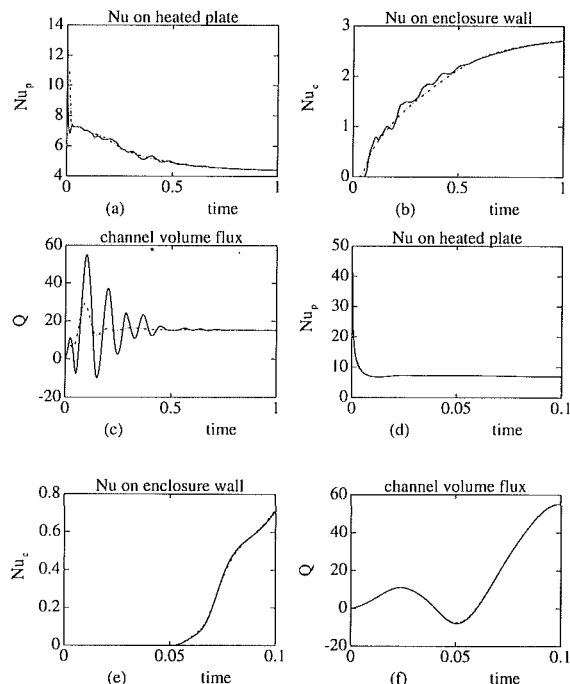 Nu on heated plate
14
12
10
8
6
4
Nu_p
0
0.5
1
(a)
time
Nu on enclosure wall
3
2
1
0
Nu_c
0
0.5
1
(b)
time
channel volume flux
60
40
20
0
-20
Q
0
0.5
1
(c)
time
Nu on heated plate
50
40
30
20
10
0
Nu_p
0
0.05
0.1
(d)
time
Nu on enclosure wall
0.8
0.6
0.4
0.2
0
Nu_c
0
0.05
0.1
(e)
time
channel volume flux
60
40
20
0
-20
Q
0
0.05
0.1
(f)
time